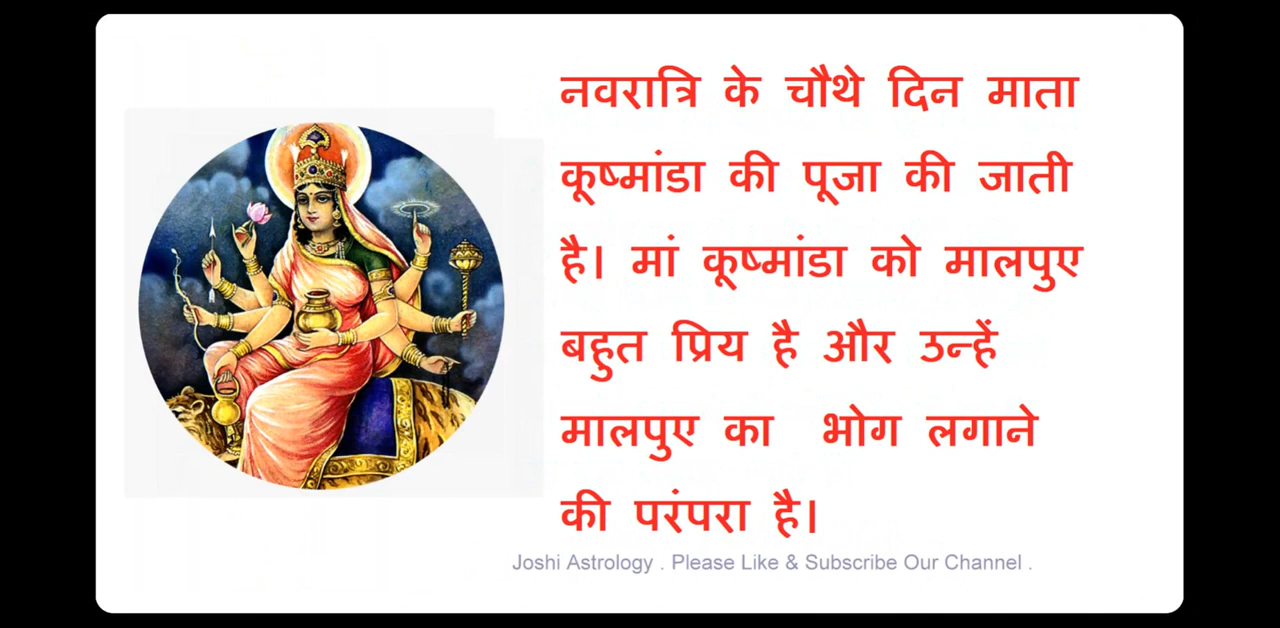 नवरात्रि के चौथे दिन माता
कूष्मांडा की पूजा की जाती
है। मां कूष्मांडा को मालपुए
बहुत प्रिय है और उन्हें
मालपुए का भोग लगाने
की परंपरा है।
Joshi Astrology . Please Like & Subscribe Our Channel .